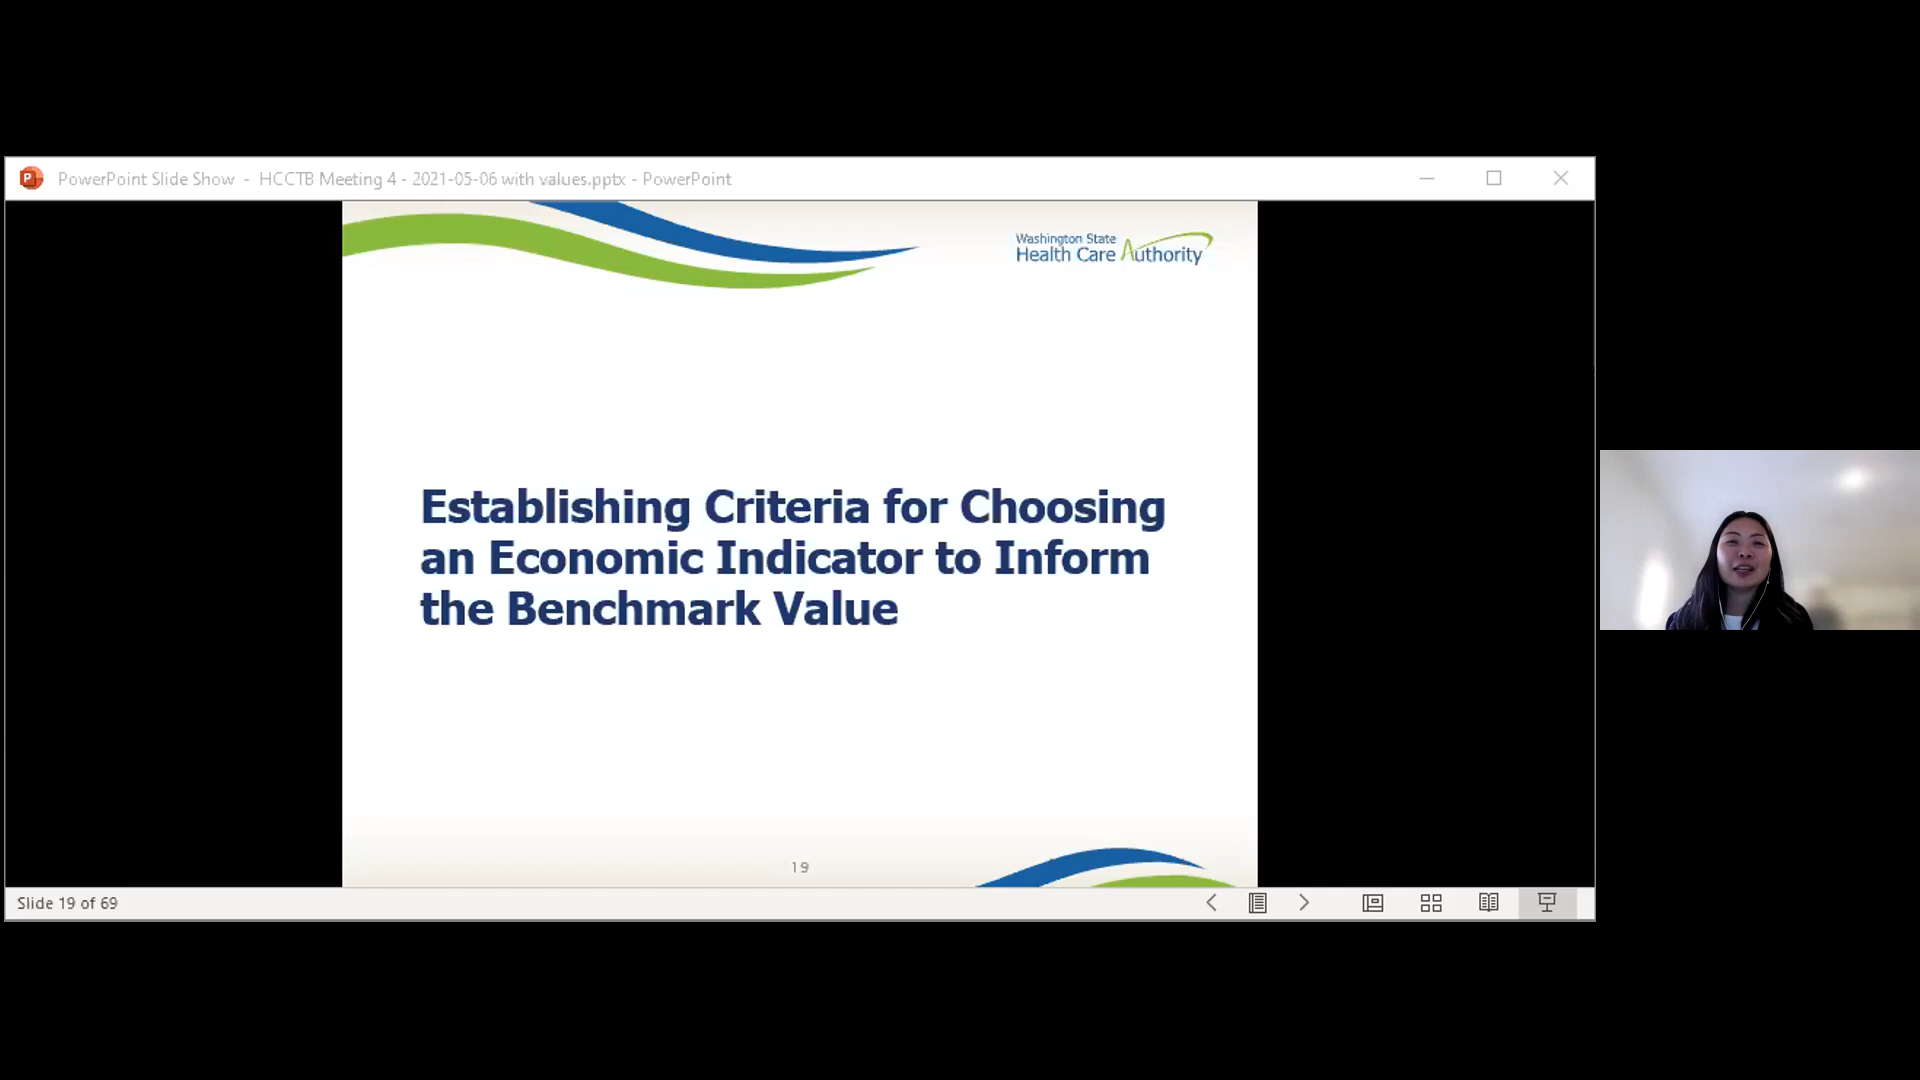 PowerPoint Slide Show - HCCTB Meeting 4 - 2021-05-06 with values.pptx - PowerPoint
Washington State
Health Care Authority
Establishing Criteria for Choosing
an Economic Indicator to Inform
the Benchmark Value
19
Slide 19 of 69